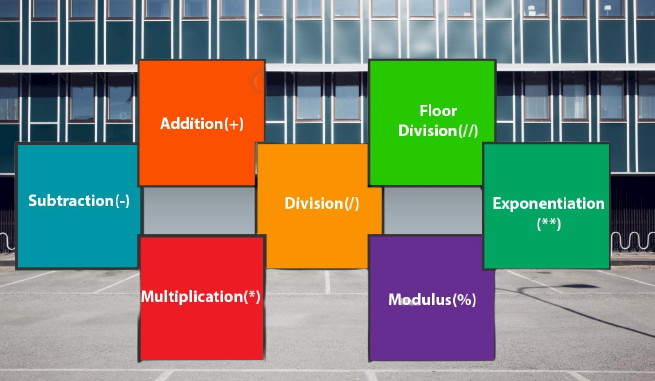 Addition(+)
Floor
Division(//)
Subtraction(-)
Division(/)
Exponentiation
(**)
Multiplication(*)
Modulus(%)